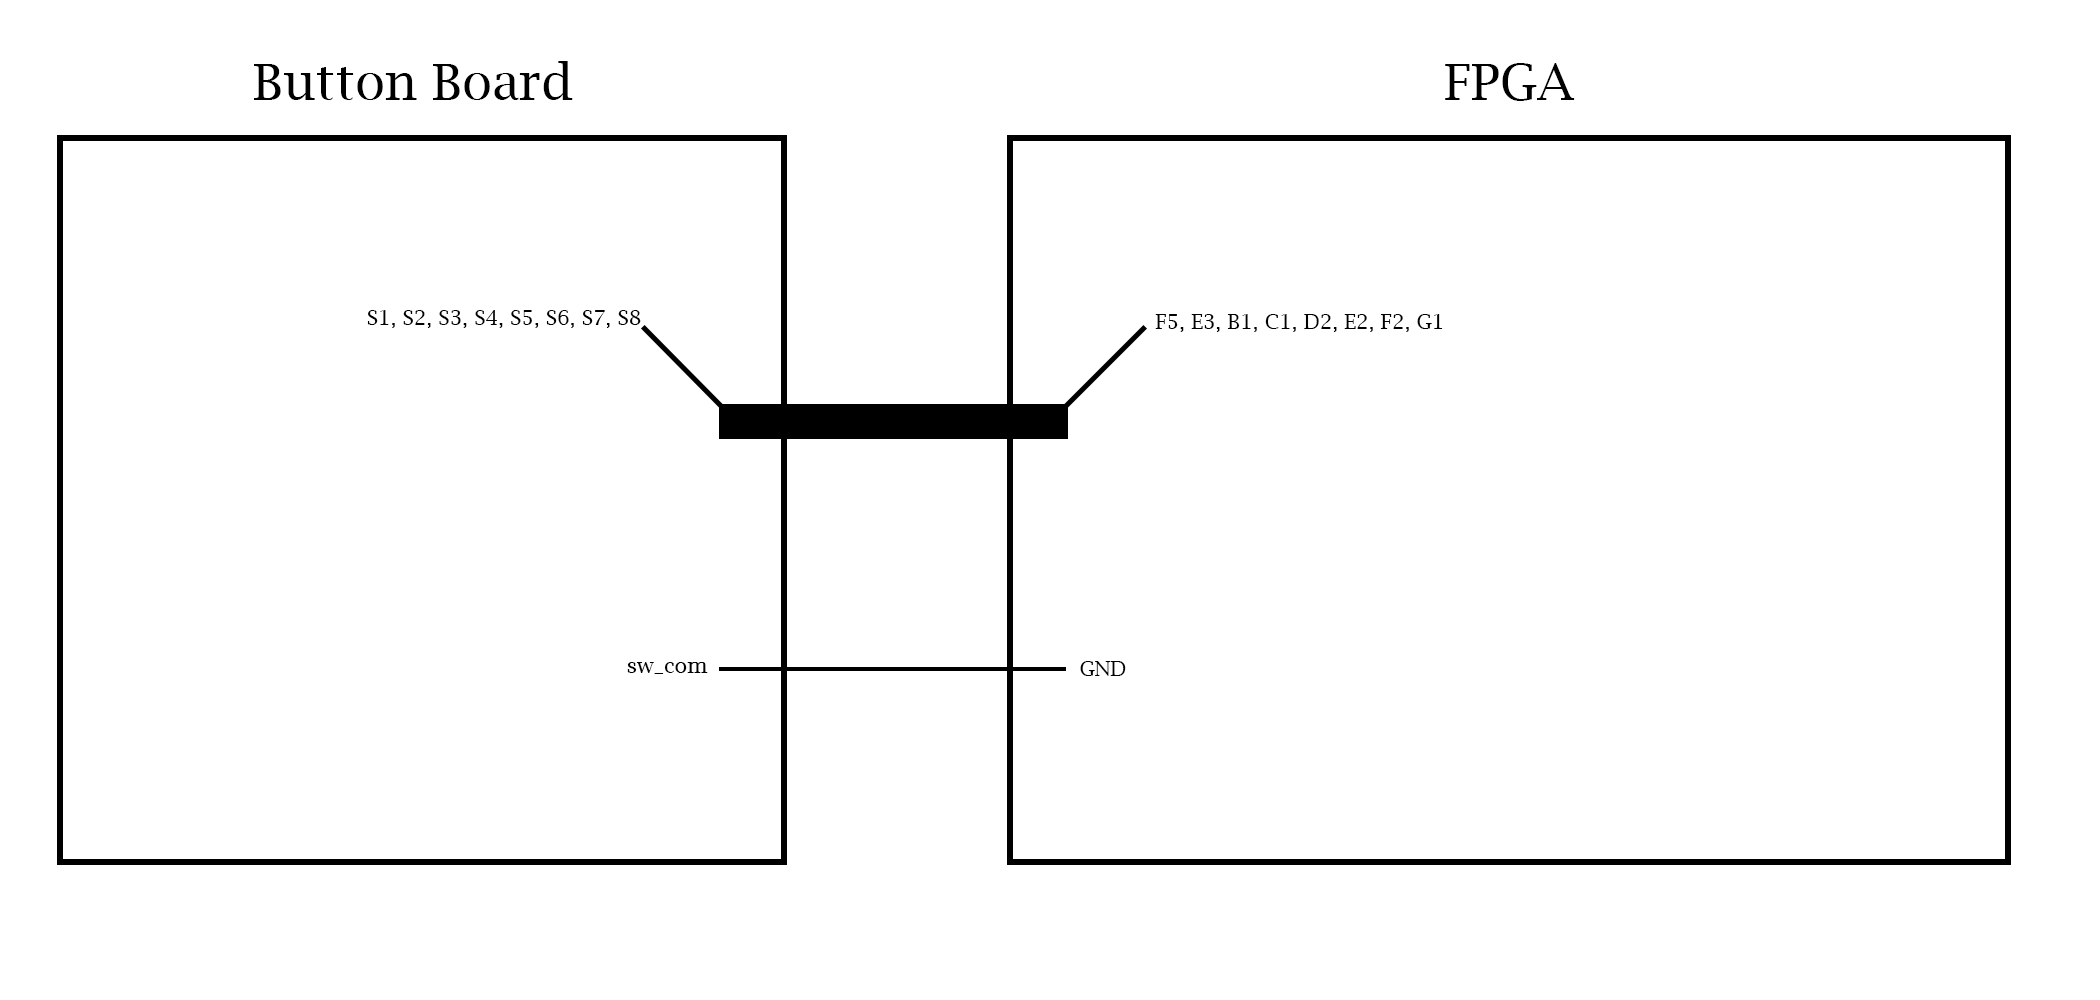 Button Board
FPGA
S1, S2, S3, S4, S5, S6, S7, S8
F5, E3, B1, C1, D2, E2, F2, G1
sw_com
GND